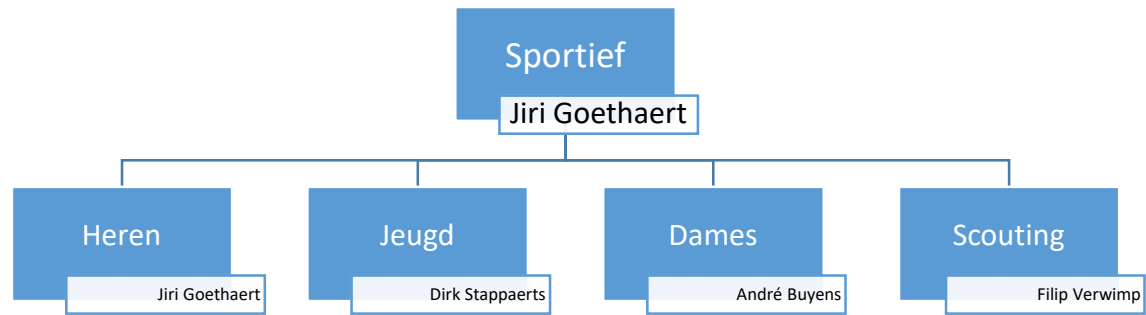 Sportief
Jiri Goethaert
Heren
Jiri Goethaert
Jeugd
Dirk Stappaerts
Dames
André Buyens
Scouting
Filip Verwimp